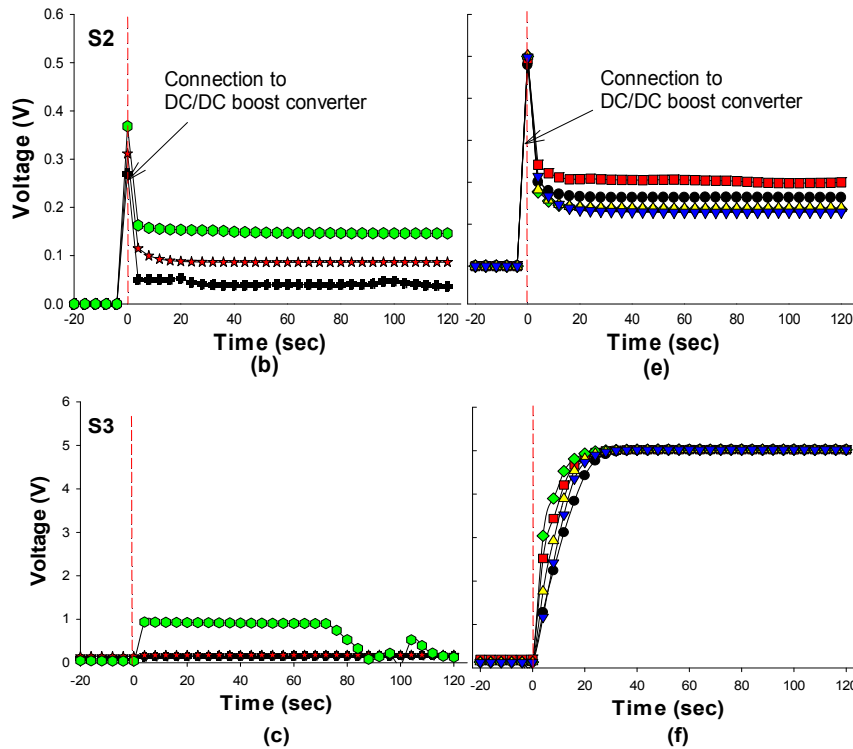 S2
Voltage (V)
0.6
0.5
0.4
0.3
0.2
0.1
0.0
Connection to
DC/DC boost converter
-20 0 20 40 60 80 100 120
Time (sec)
(b)
Connection to
DC/DC boost converter
-20 0 20 40 60 80 100 120
Time (sec)
(e)
S3
Voltage (V)
6
5
4
3
2
1
0
-20 0 20 40 60 80 100 120
Time (sec)
(c)
-20 0 20 40 60 80 100 120
Time (sec)
(f)